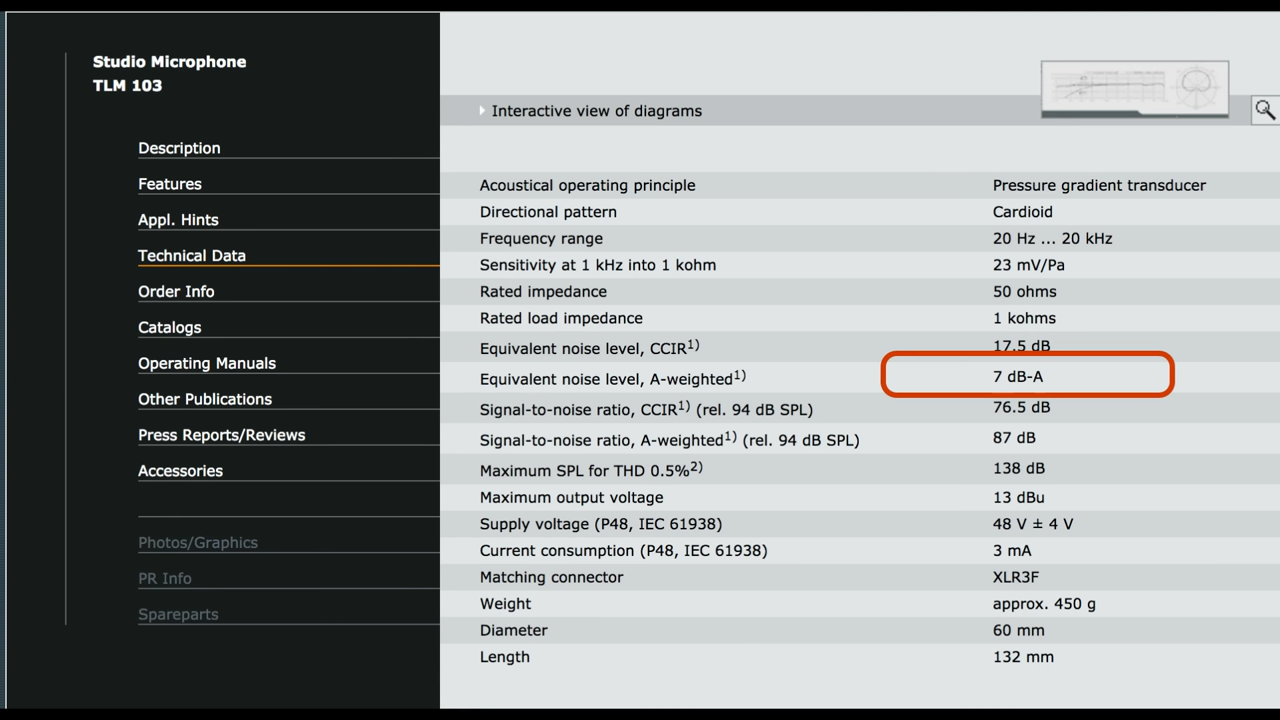 Studio Microphone
TLM 103
Description
Features
Appl. Hints
Technical Data
Order Info
Catalogs
Operating Manuals
Other Publications
Press Reports/Reviews
Accessories
Photos/Graphics
PR Info
Spareparts
Interactive view of diagrams
Acoustical operating principle Pressure gradient transducer
Directional pattern Cardioid
Frequency range 20 Hz ... 20 kHz
Sensitivity at 1 kHz into 1 kohm 23 mV/Pa
Rated impedance 50 ohms
Rated load impedance 1 kohms
Equivalent noise level, CCIR1) 17.5 dB
Equivalent noise level, A-weighted1) 7 dB-A
Signal-to-noise ratio, CCIR1) (rel. 94 dB SPL) 76.5 dB
Signal-to-noise ratio, A-weighted1) (rel. 94 dB SPL) 87 dB
Maximum SPL for THD 0.5%2) 138 dB
Maximum output voltage 13 dBu
Supply voltage (P48, IEC 61938) 48 V ± 4 V
Current consumption (P48, IEC 61938) 3 mA
Matching connector XLR3F
Weight approx. 450 g
Diameter 60 mm
Length 132 mm